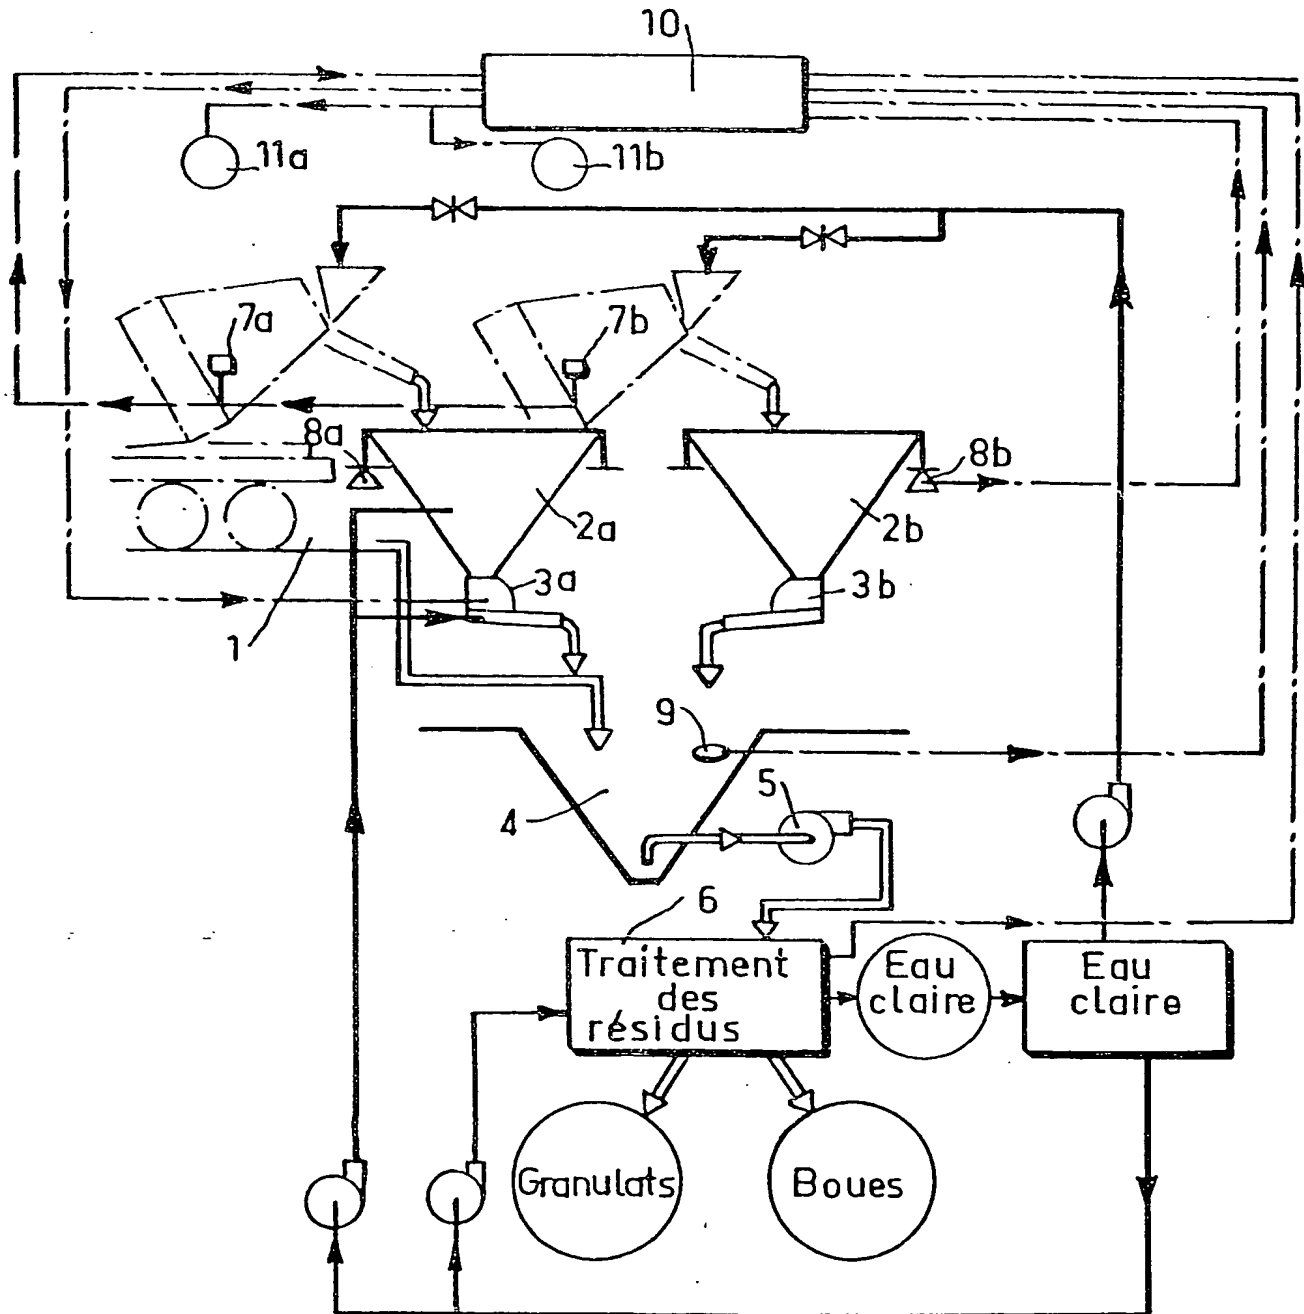 10
11a
11b
7a
7b
8a
8b
2a
2b
3a
3b
1
9
4
5
6
Traitement
des
résidus
Eau
claire
Eau
claire
Granulats
Boues